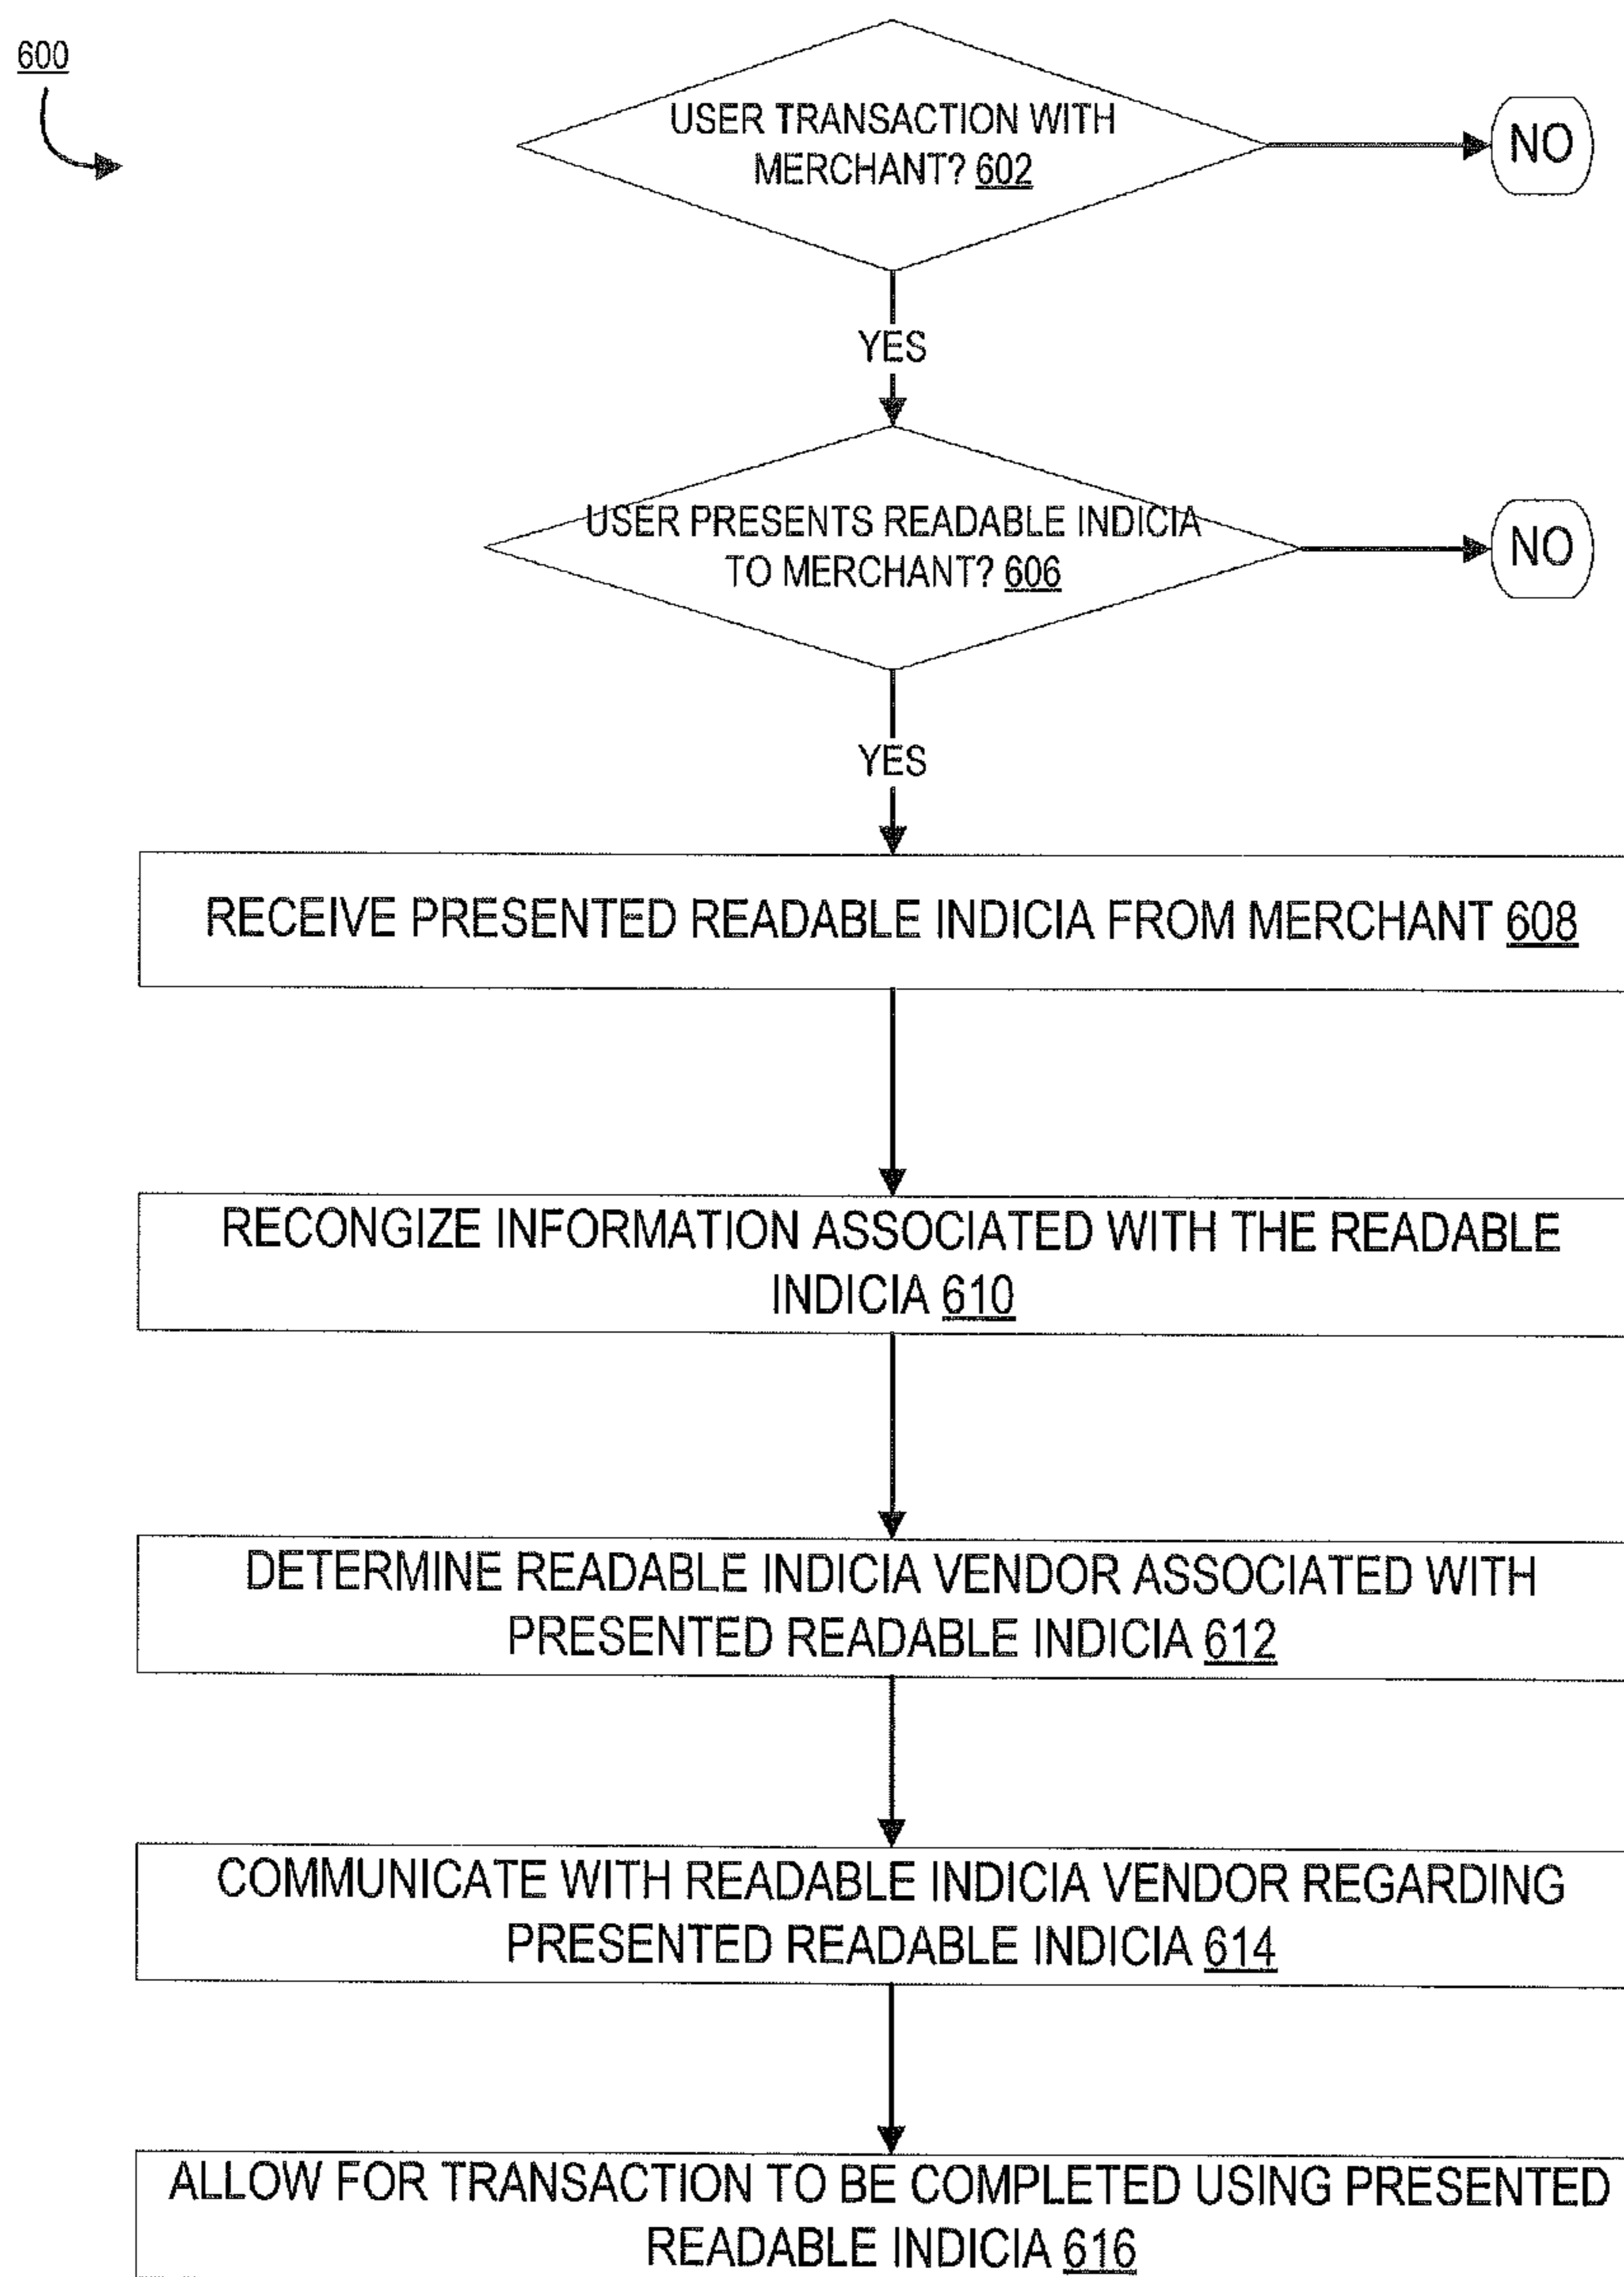 600
USER TRANSACTION WITH
MERCHANT? 602
NO
YES
USER PRESENTS READABLE INDICIA
TO MERCHANT? 606
NO
YES
RECEIVE PRESENTED READABLE INDICIA FROM MERCHANT 608
RECONGIZE INFORMATION ASSOCIATED WITH THE READABLE
INDICIA 610
DETERMINE READABLE INDICIA VENDOR ASSOCIATED WITH
PRESENTED READABLE INDICIA 612
COMMUNICATE WITH READABLE INDICIA VENDOR REGARDING
PRESENTED READABLE INDICIA 614
ALLOW FOR TRANSACTION TO BE COMPLETED USING PRESENTED
READABLE INDICIA 616